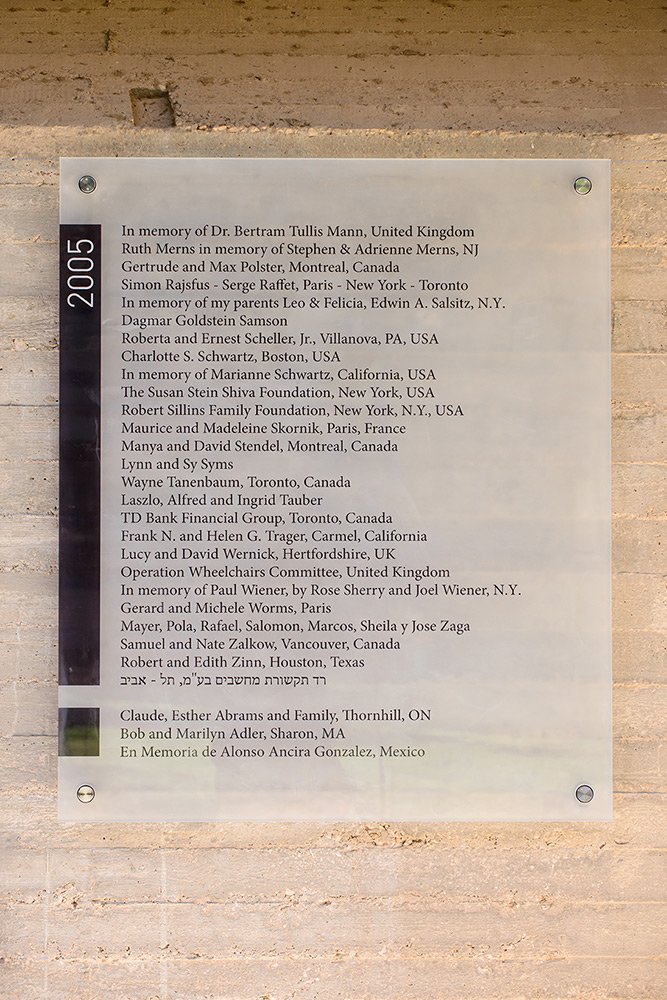 2005
In memory of Dr. Bertram Tullis Mann, United Kingdom
Ruth Merns in memory of Stephen & Adrienne Merns, NJ
Gertrude and Max Polster, Montreal, Canada
Simon Rajsfus - Serge Raffet, Paris - New York - Toronto
In memory of my parents Leo & Felicia, Edwin A. Salsitz, N.Y.
Dagmar Goldstein Samson
Roberta and Ernest Scheller, Jr., Villanova, PA, USA
Charlotte S. Schwartz, Boston, USA
In memory of Marianne Schwartz, California, USA
The Susan Stein Shiva Foundation, New York, USA
Robert Sillins Family Foundation, New York, N.Y., USA
Maurice and Madeleine Skornik, Paris, France
Manya and David Stendel, Montreal, Canada
Lynn and Sy Syms
Wayne Tanenbaum, Toronto, Canada
Laszlo, Alfred and Ingrid Tauber
TD Bank Financial Group, Toronto, Canada
Frank N. and Helen G. Trager, Carmel, California
Lucy and David Wernick, Hertfordshire, UK
Operation Wheelchairs Committee, United Kingdom
In memory of Paul Wiener, by Rose Sherry and Joel Wiener, N.Y.
Gerard and Michele Worms, Paris
Mayer, Pola, Rafael, Salomon, Marcos, Sheila y Jose Zaga
Samuel and Nate Zalkow, Vancouver, Canada
Robert and Edith Zinn, Houston, Texas
רד תקשורת מחשבים בע"מ, תל - אביב
Claude, Esther Abrams and Family, Thornhill, ON
Bob and Marilyn Adler, Sharon, MA
En Memoria de Alonso Ancira Gonzalez, Mexico